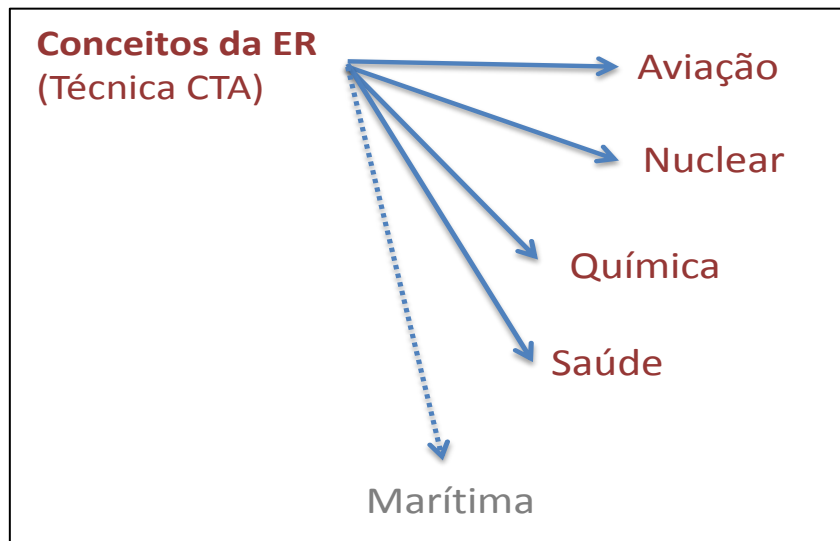 Conceitos da ER
(Técnica CTA)
Aviação
Nuclear
Química
Saúde
Marítima